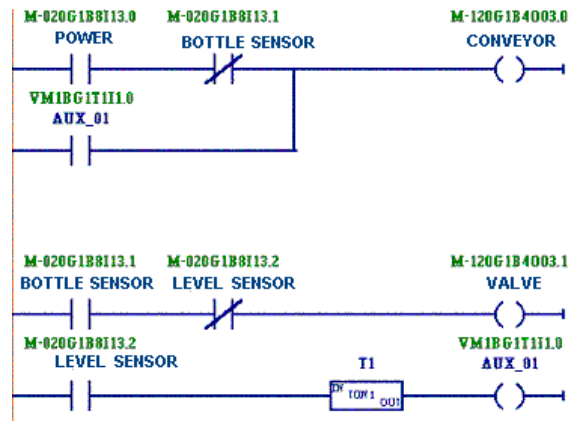 M-020G1B8I13.0 M-020G1B8I13.1 M-120G1B4O03.0
POWER BOTTLE SENSOR CONVEYOR
VM1BG1T1I1.0
AUX_01
M-020G1B8I13.1 M-020G1B8I13.2 M-120G1B4O03.1
BOTTLE SENSOR LEVEL SENSOR VALVE
M-020G1B8I13.2 VM1BG1T1I1.0
LEVEL SENSOR T1 AUX_01
IN TON1 OUT